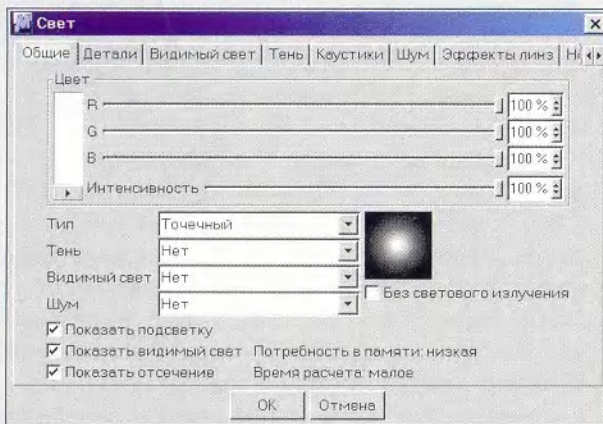 Свет
Общие Детали Видимый свет Тень Каустики Шум Эффекты линз
Цвет
R 100 %
G 100 %
B 100 %
Интенсивность 100 %
Тип Точечный
Тень Нет
Видимый свет Нет
Шум Нет
Без светового излучения
Показать подсветку
Показать видимый свет Потребность в памяти: низкая
Показать отсечение Время расчета: малое
OK Отмена